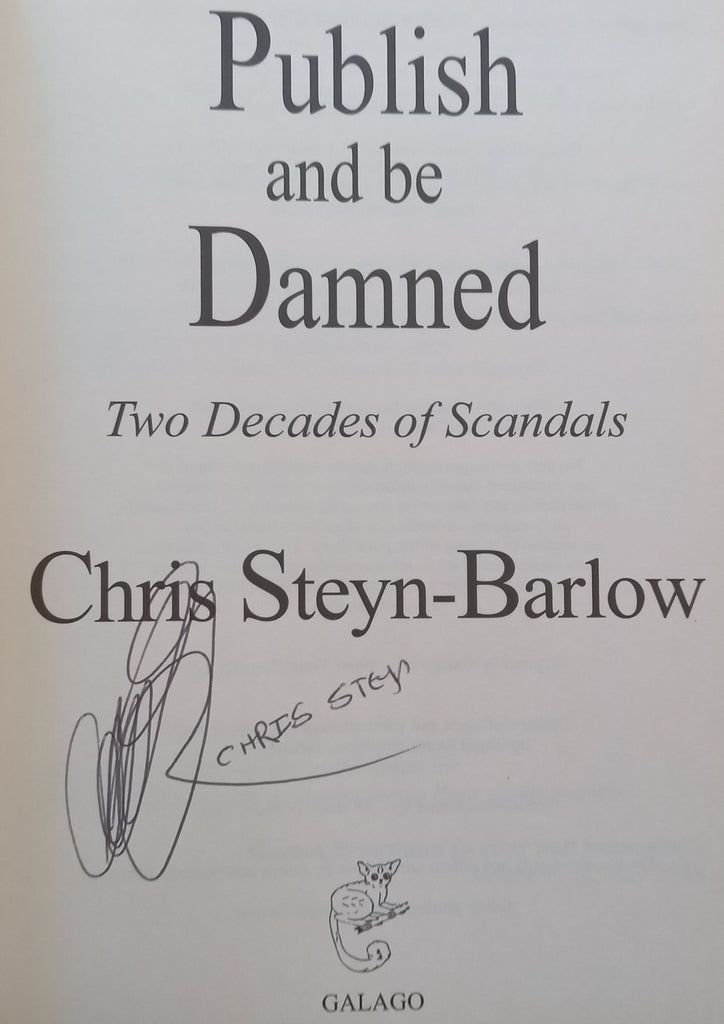 Publish
and be
Damned
Two Decades of Scandals
Chris Steyn-Barlow
CHRIS STEYN
GALAGO